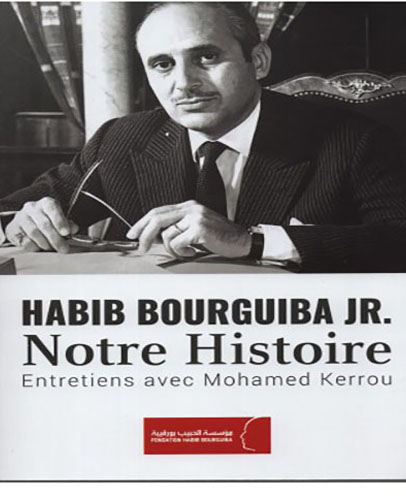 HABIB BOURGUIBA JR.
Notre Histoire
Entretiens avec Mohamed Kerrou
مؤسسة الحبيب بورقيبة
FONDATION HABIB BOURGUIBA